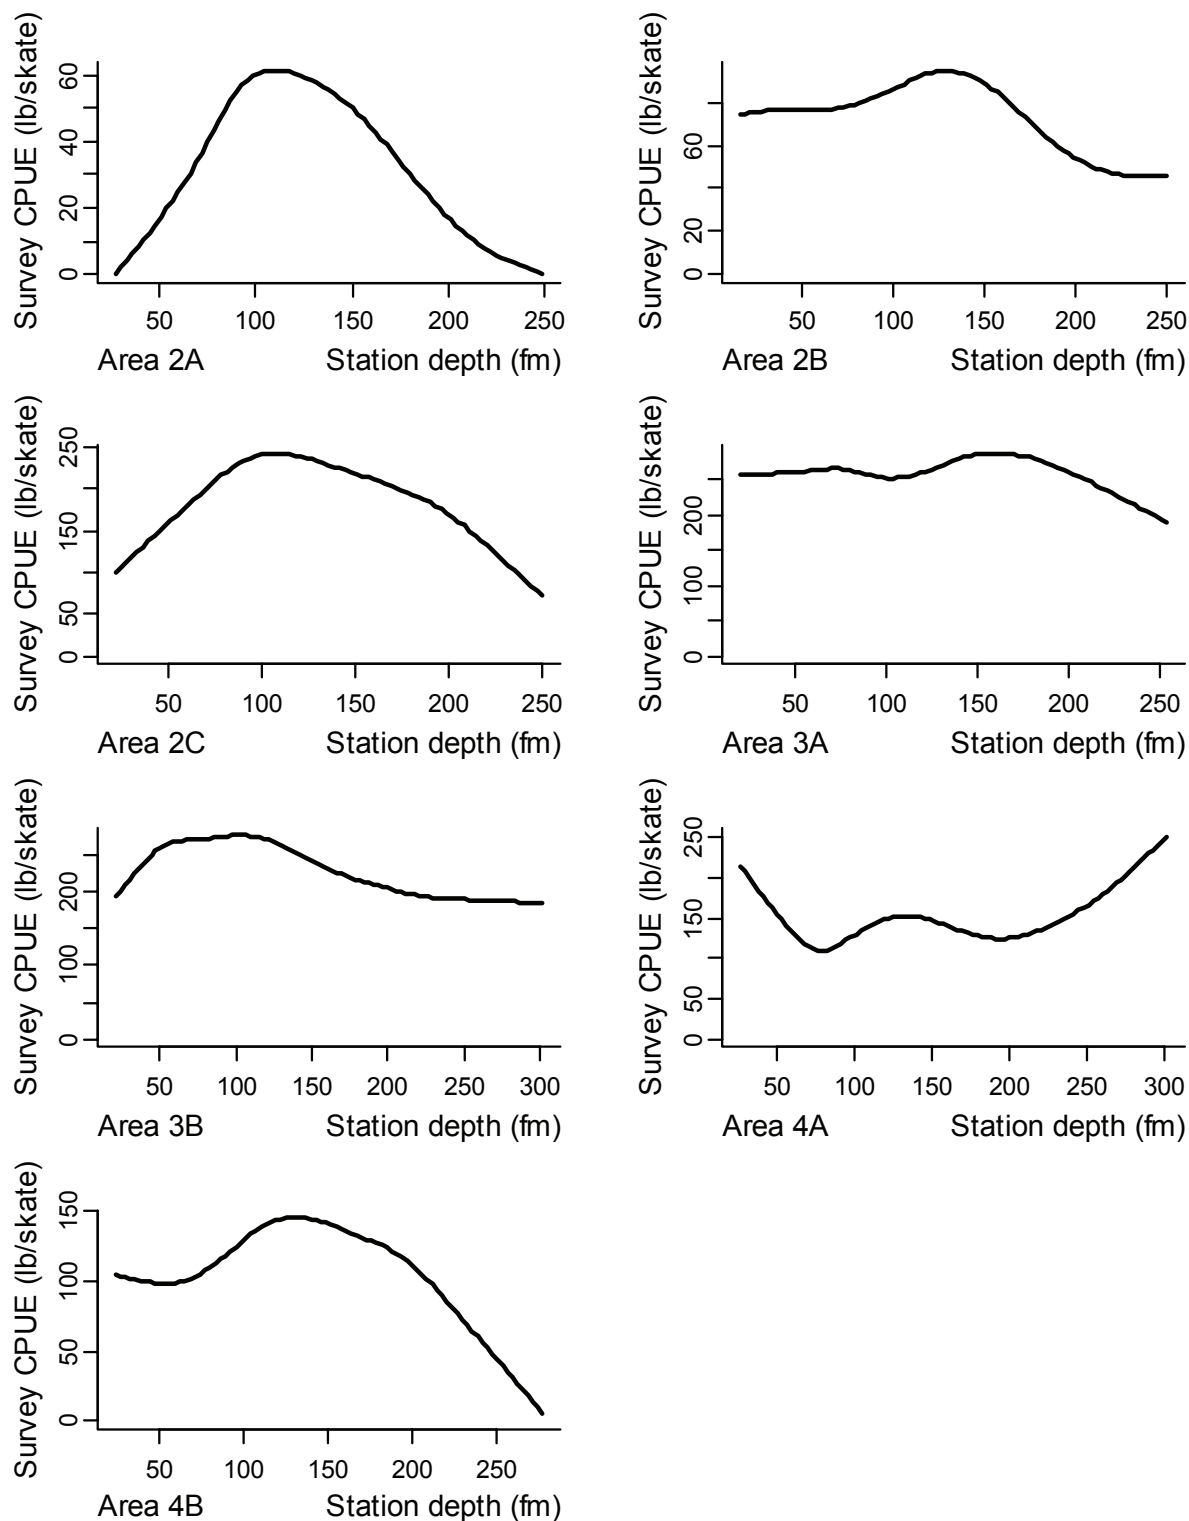 Survey CPUE (lb/skate)
0 20 40 60
50 100 150 200 250
Area 2A Station depth (fm)
Survey CPUE (lb/skate)
0 20 60
50 100 150 200 250
Area 2B Station depth (fm)
Survey CPUE (lb/skate)
0 50 150 250
50 100 150 200 250
Area 2C Station depth (fm)
Survey CPUE (lb/skate)
0 100 200
50 100 150 200 250
Area 3A Station depth (fm)
Survey CPUE (lb/skate)
0 100 200
50 100 150 200 250 300
Area 3B Station depth (fm)
Survey CPUE (lb/skate)
0 50 150 250
50 100 150 200 250 300
Area 4A Station depth (fm)
Survey CPUE (lb/skate)
0 50 100 150
50 100 150 200 250
Area 4B Station depth (fm)